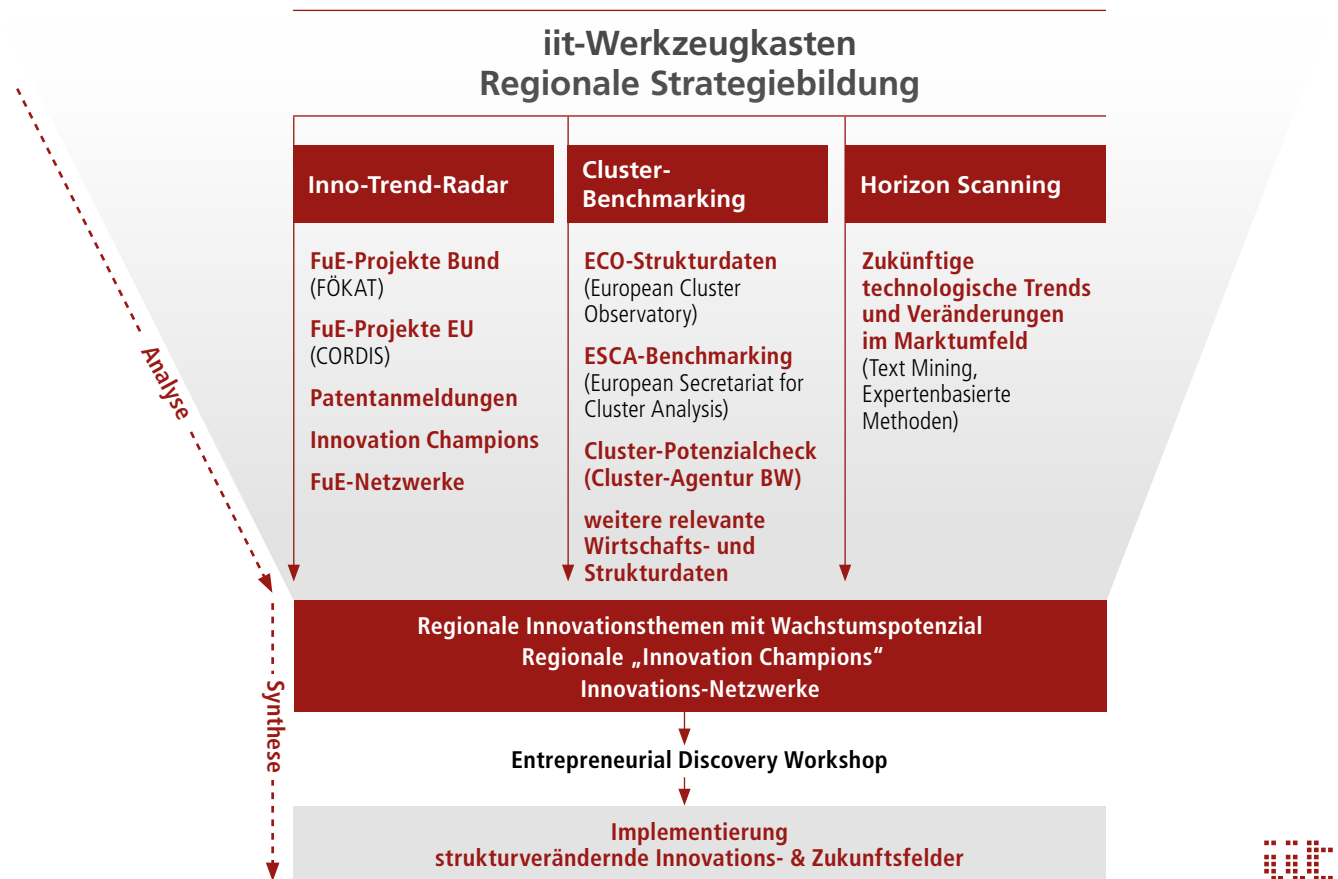 iit-Werkzeugkasten
Regionale Strategiebildung
Inno-Trend-Radar
FuE-Projekte Bund
(FÖKAT)
FuE-Projekte EU
(CORDIS)
Patentanmeldungen
Innovation Champions
FuE-Netzwerke
Cluster-
Benchmarking
ECO-Strukturdaten
(European Cluster
Observatory)
ESCA-Benchmarking
(European Secretariat for
Cluster Analysis)
Cluster-Potenzialcheck
(Cluster-Agentur BW)
weitere relevante
Wirtschafts- und
Strukturdaten
Horizon Scanning
Zukünftige
technologische Trends
und Veränderungen
im Marktumfeld
(Text Mining,
Expertenbasierte
Methoden)
Analyse
Regionale Innovationsthemen mit Wachstumspotenzial
Regionale „Innovation Champions“
Innovations-Netzwerke
Synthese
Entrepreneurial Discovery Workshop
Implementierung
strukturverändernde Innovations- & Zukunftsfelder
iit